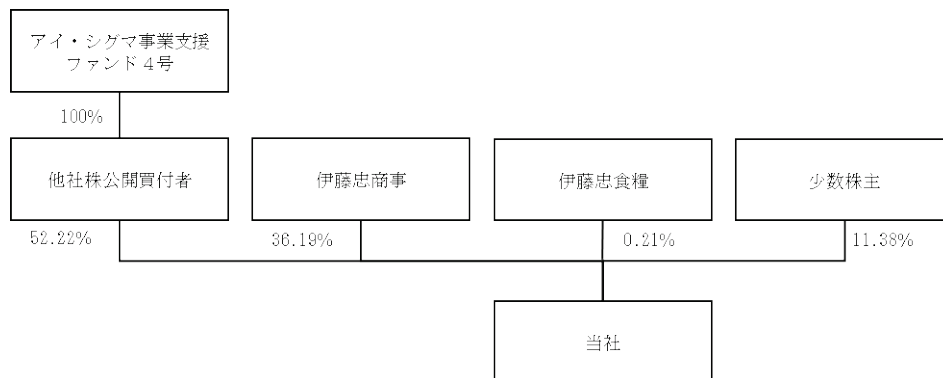 アイ・シグマ事業支援
ファンド4号
100%
他社株公開買付者
伊藤忠商事
伊藤忠食糧
少数株主
52.22%
36.19%
0.21%
11.38%
当社